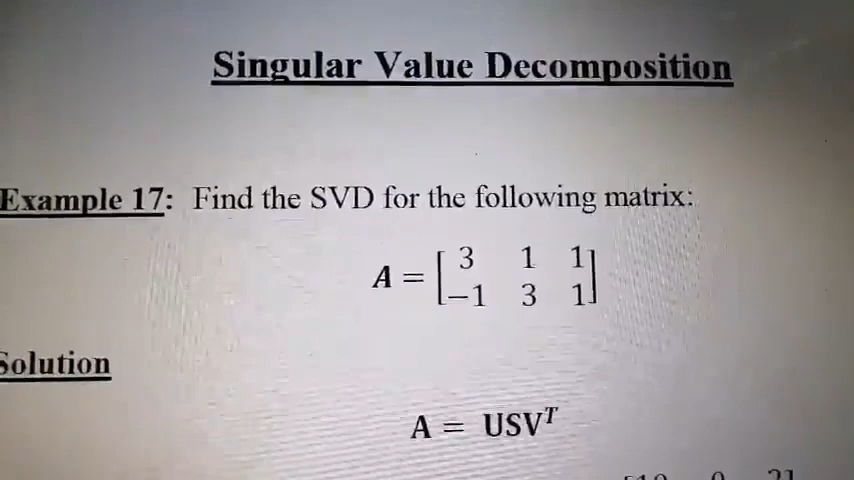 Singular Value Decomposition
Example 17: Find the SVD for the following matrix:
A = [ 3 1 1
-1 3 1 ]
Solution
A = USV^T